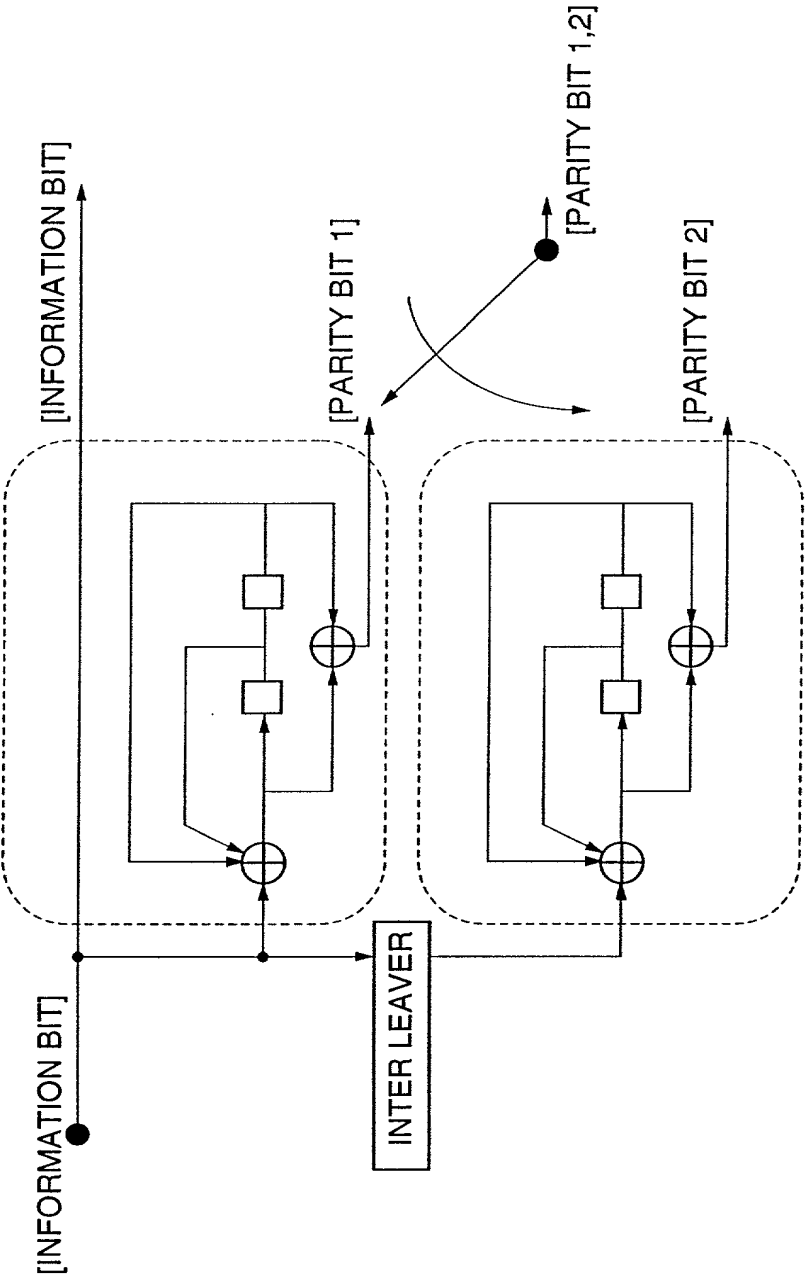 [INFORMATION BIT]
[INFORMATION BIT]
[PARITY BIT 1]
[PARITY BIT 1,2]
INTER LEAVER
[PARITY BIT 2]